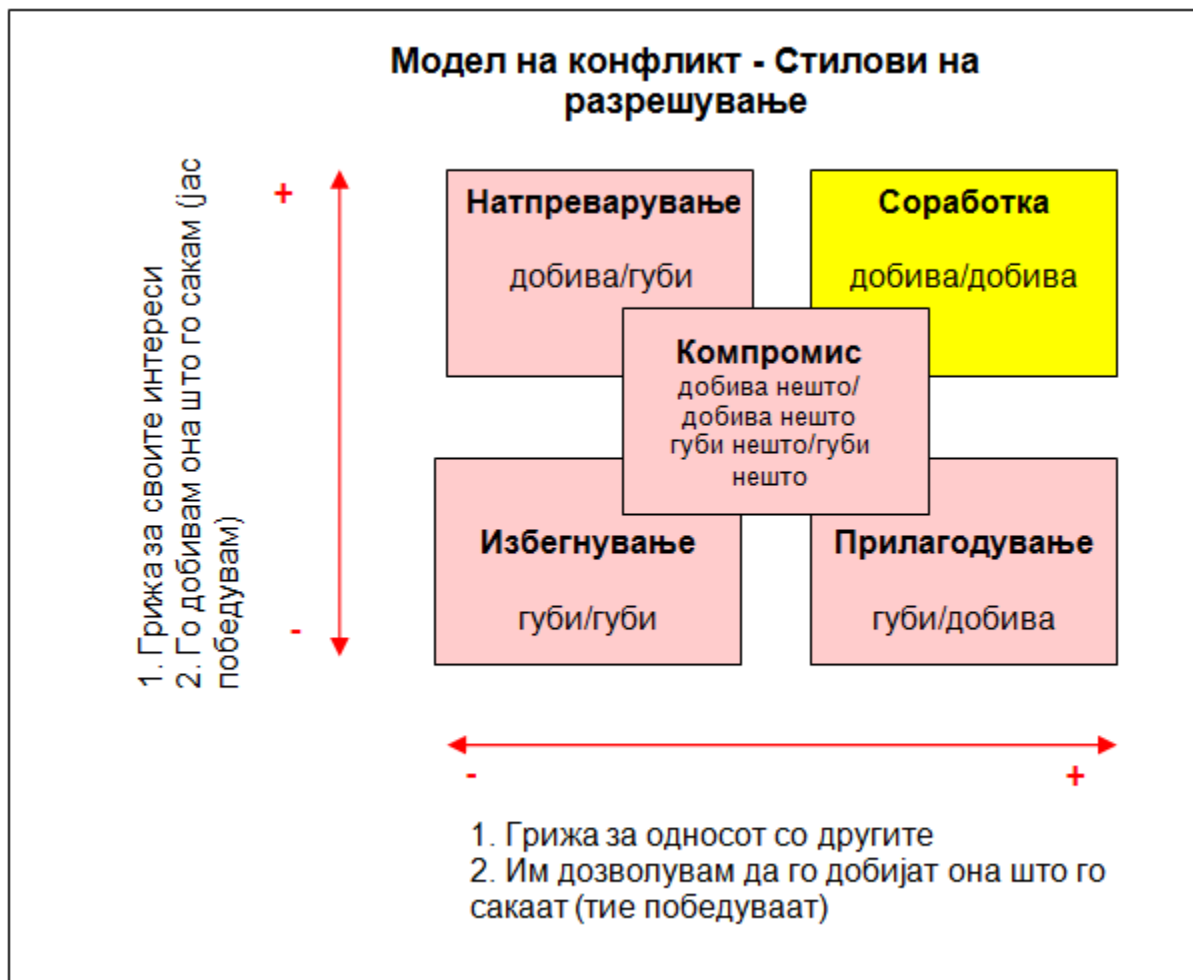 Модел на конфликт - Стилови на
разрешување
1. Грижа за своите интереси
2. Го добивам она што го сакам (јас
победувам)
+
-
Натпреварување
добива/губи
Соработка
добива/добива
Компромис
добива нешто/
добива нешто
губи нешто/губи
нешто
Избегнување
губи/губи
Прилагодување
губи/добива
-
+
1. Грижа за односот со другите
2. Им дозволувам да го добијат она што го
сакаат (тие победуваат)